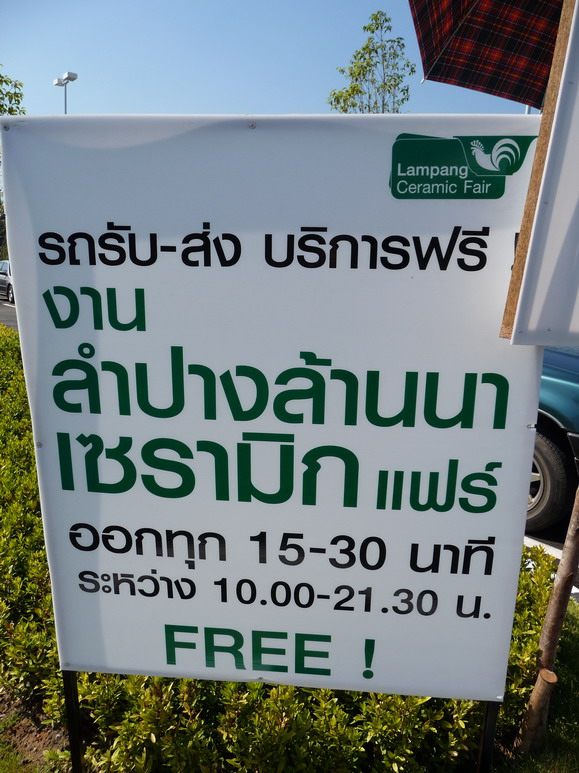 Lampang
Ceramic Fair
รถรับ-ส่ง บริการฟรี
งาน
ลำปางล้านนา
เซรามิก แฟร์
ออกทุก 15-30 นาที
ระหว่าง 10.00-21.30 น.
FREE !